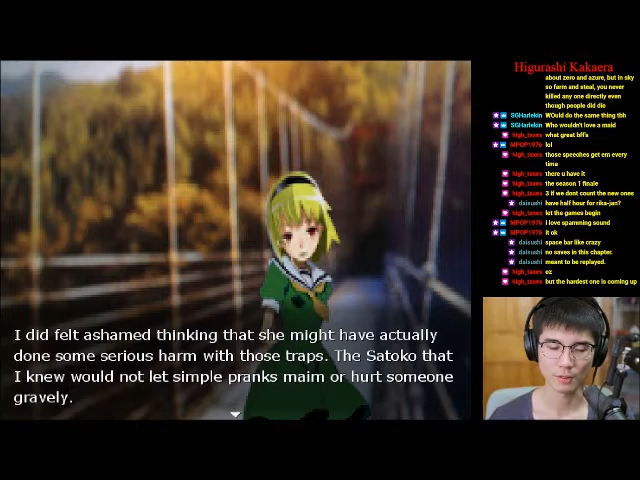 Higurashi Kakaera
about zero and azure, but in sky
so farm and steal, you never
killed any one directly even
though people did die
SGHarlekin WOuld do the same thing tbh
SGHarlekin Who wouldn't love a maid
high_taxes what great bff's
MPOP1976 lol
high_taxes those speeches get em every
time
high_taxes there u have it
high_taxes the season 1 finale
high_taxes 3 if we dont count the new ones
daisushi have half hour for rika-jan?
high_taxes let the games begin
MPOP1976 I love spamming sound
MPOP1976 it ok
daisushi space bar like crazy
daisushi no saves in this chapter.
daisushi meant to be replayed.
high_taxes ez
high_taxes but the hardest one is coming up
I did felt ashamed thinking that she might have actually
done some serious harm with those traps. The Satoko that
I knew would not let simple pranks maim or hurt someone
gravely.